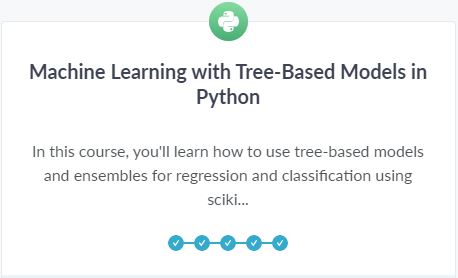 Machine Learning with Tree-Based Models in
Python
In this course, you'll learn how to use tree-based models
and ensembles for regression and classification using
sciki...